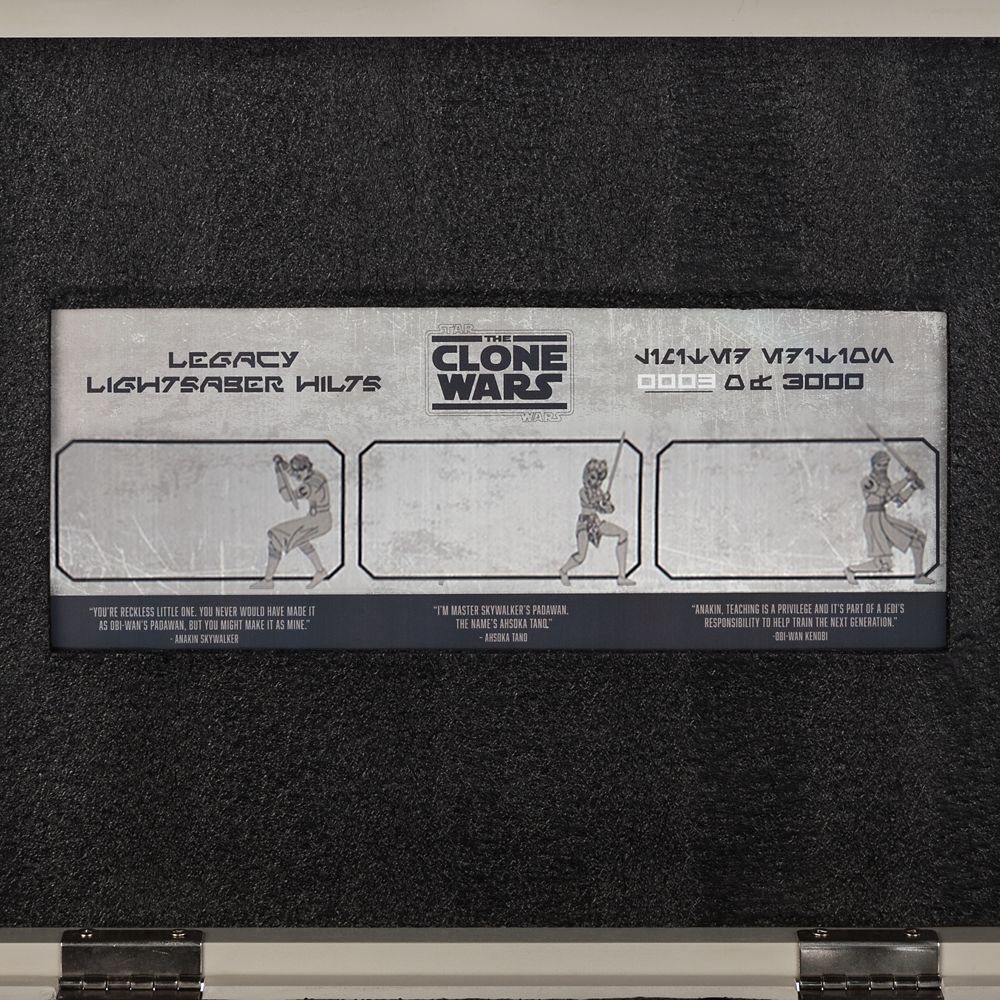 LEGACY
LIGHTSABER HILTS
STAR
THE
CLONE
WARS
WARS
0003 3000
"YOU'RE RECKLESS LITTLE ONE. YOU NEVER WOULD HAVE MADE IT
AS OBI-WAN'S PADAWAN, BUT YOU MIGHT MAKE IT AS MINE."
- ANAKIN SKYWALKER
"I'M MASTER SKYWALKER'S PADAWAN.
THE NAME'S AHSOKA TANO."
- AHSOKA TANO
"ANAKIN, TEACHING IS A PRIVILEGE AND IT'S PART OF A JEDI'S
RESPONSIBILITY TO HELP TRAIN THE NEXT GENERATION."
-OBI-WAN KENOBI